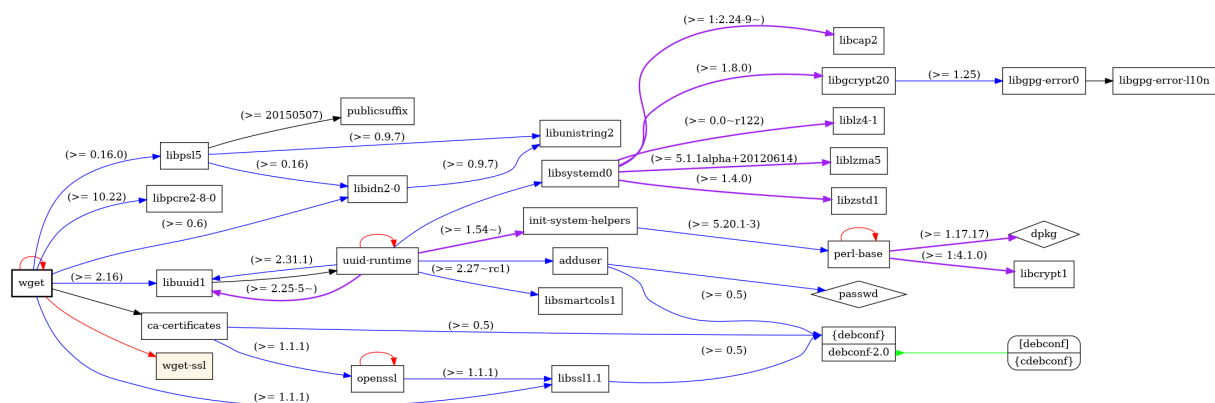 (>= 1:2.24-9~)
libcap2
(>= 1.8.0)
libgcrypt20
(>= 1.25)
libgpg-error0
libgpg-error-l10n
publicsuffix
(>= 20150507)
(>= 0.0~r122)
liblz4-1
(>= 0.9.7)
libunistring2
(>= 0.16.0)
libpsl5
(>= 0.16)
(>= 0.9.7)
(>= 5.1.1alpha+20120614)
liblzma5
libsystemd0
(>= 1.4.0)
(>= 10.22)
libpcre2-8-0
libidn2-0
libzstd1
(>= 0.6)
(>= 1.54~)
init-system-helpers
(>= 5.20.1-3)
(>= 1.17.17)
dpkg
(>= 2.31.1)
uuid-runtime
adduser
perl-base
(>= 1:4.1.0)
libcrypt1
wget
(>= 2.16)
libuuid1
(>= 2.25-5~)
(>= 2.27~rc1)
libsmartcols1
(>= 0.5)
passwd
ca-certificates
(>= 0.5)
{debconf}
debconf-2.0
[debconf]
{cdebconf}
wget-ssl
(>= 1.1.1)
openssl
(>= 1.1.1)
libssl1.1
(>= 0.5)
(>= 1.1.1)